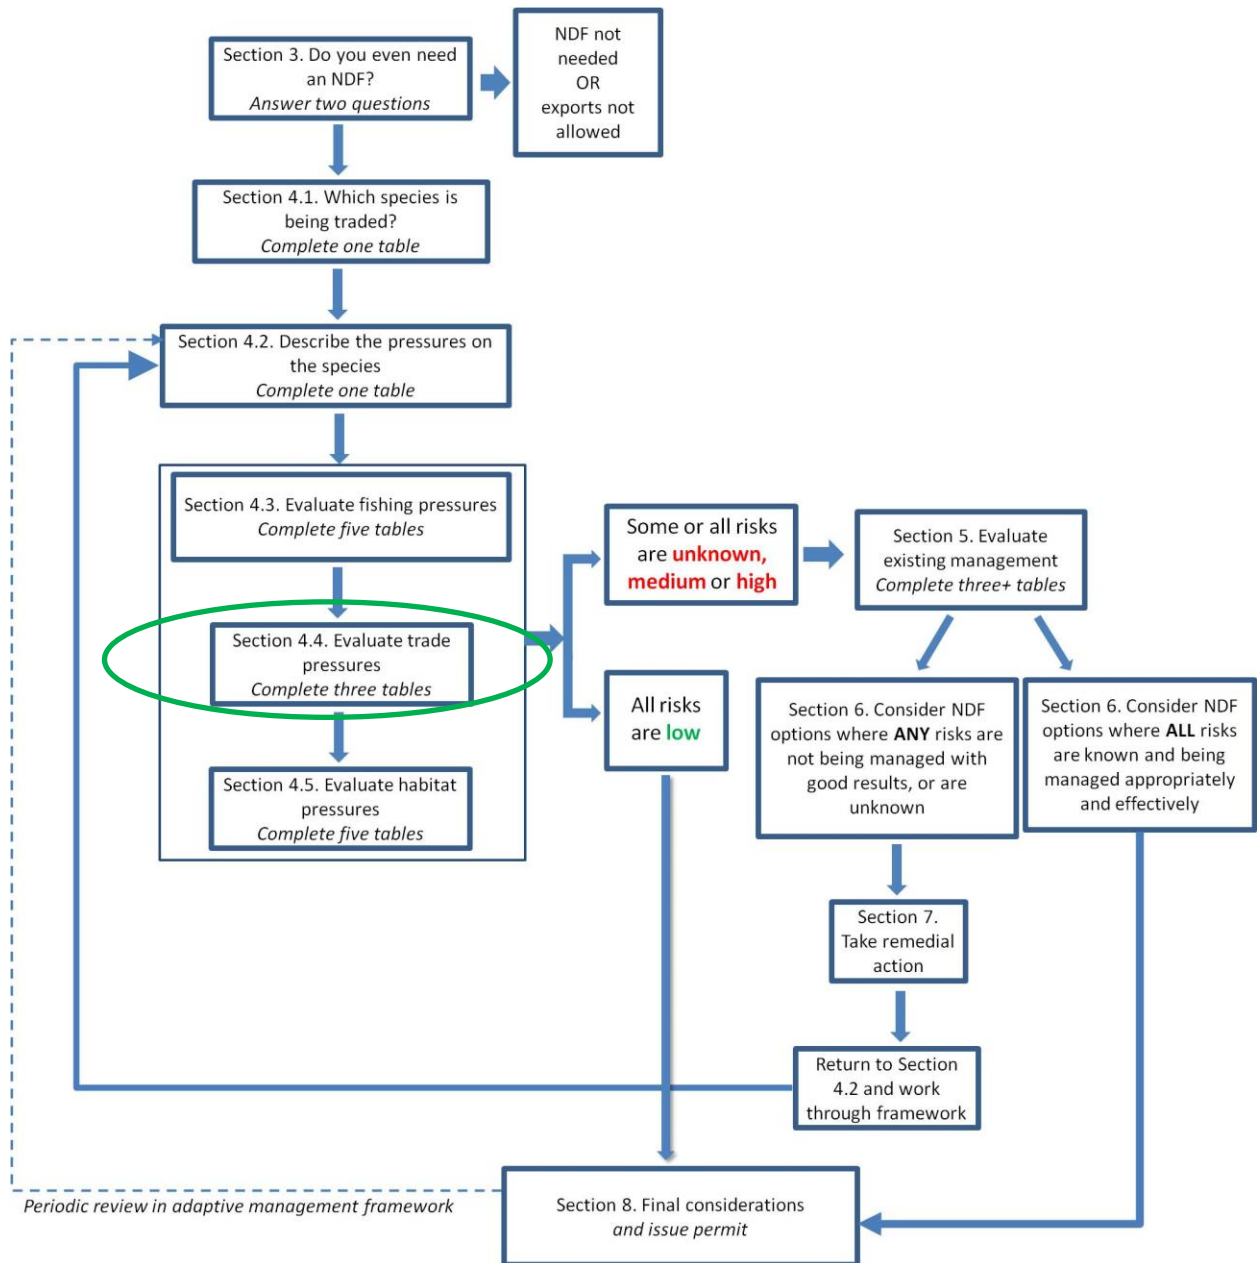 Section 3. Do you even need
an NDF?
Answer two questions
NDF not
needed
OR
exports not
allowed
Section 4.1. Which species is
being traded?
Complete one table
Section 4.2. Describe the pressures on
the species
Complete one table
Section 4.3. Evaluate fishing pressures
Complete five tables
Section 4.4. Evaluate trade
pressures
Complete three tables
Section 4.5. Evaluate habitat
pressures
Complete five tables
Some or all risks
are unknown,
medium or high
All risks
are low
Section 5. Evaluate
existing management
Complete three+ tables
Section 6. Consider NDF
options where ANY risks are
not being managed with
good results, or are
unknown
Section 6. Consider NDF
options where ALL risks
are known and being
managed appropriately
and effectively
Section 7.
Take remedial
action
Return to Section
4.2 and work
through framework
Periodic review in adaptive management framework
Section 8. Final considerations
and issue permit